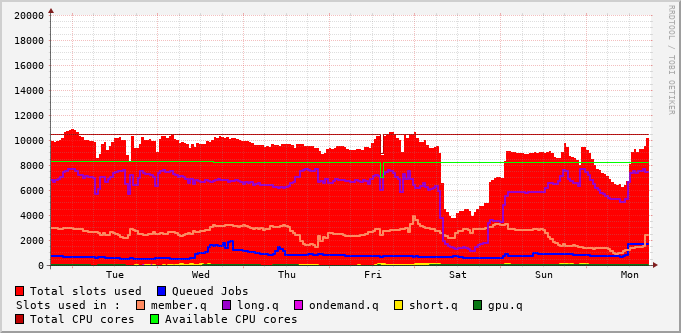 RRDTOOL / TOBI OETIKER
20000
18000
16000
14000
12000
10000
8000
6000
4000
2000
0
Tue Wed Thu Fri Sat Sun Mon
Total slots used Queued Jobs
Slots used in : member.q long.q ondemand.q short.q gpu.q
Total CPU cores Available CPU cores